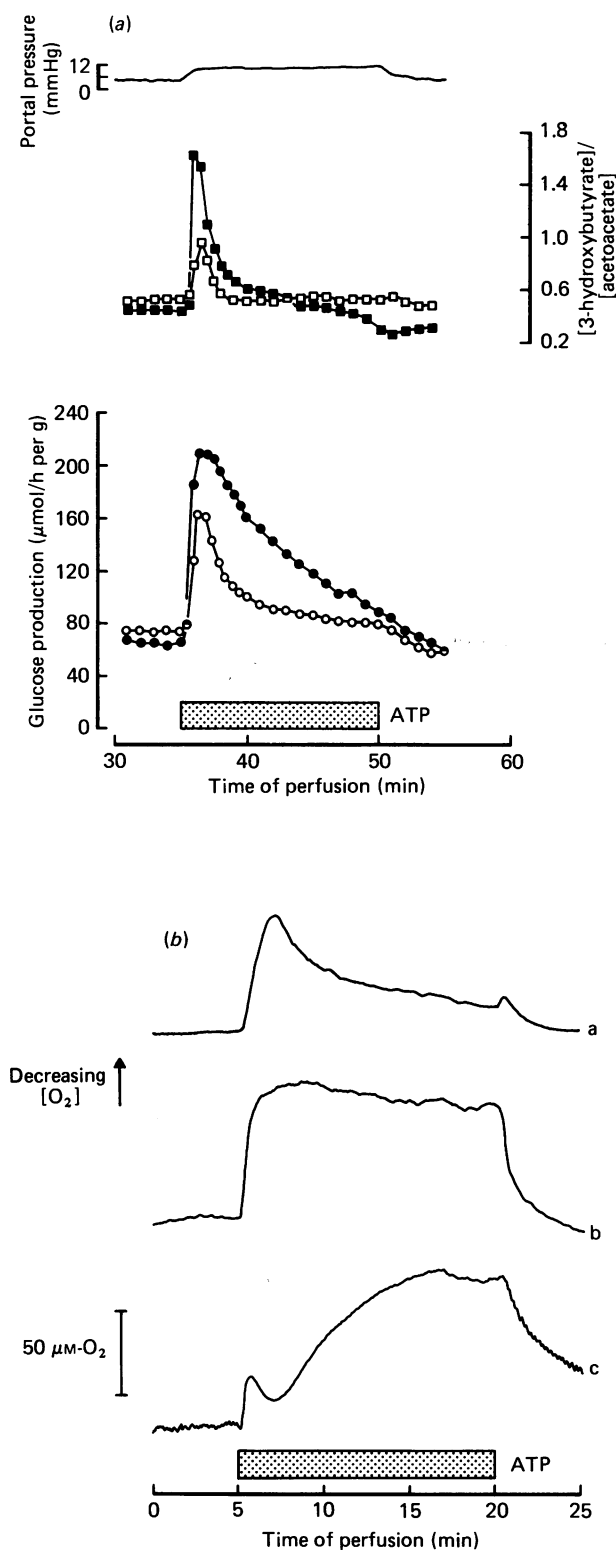 (a)
Portal pressure
(mmHg)
12
0
1.8
1.4
1.0
0.6
0.2
[3-hydroxybutyrate]/
[acetoacetate]
Glucose production (μmol/h per g)
240
200
160
120
80
40
0
ATP
30 40 50 60
Time of perfusion (min)
(b)
a
Decreasing
[O₂]
b
50 μM-O₂
c
ATP
0 5 10 15 20 25
Time of perfusion (min)